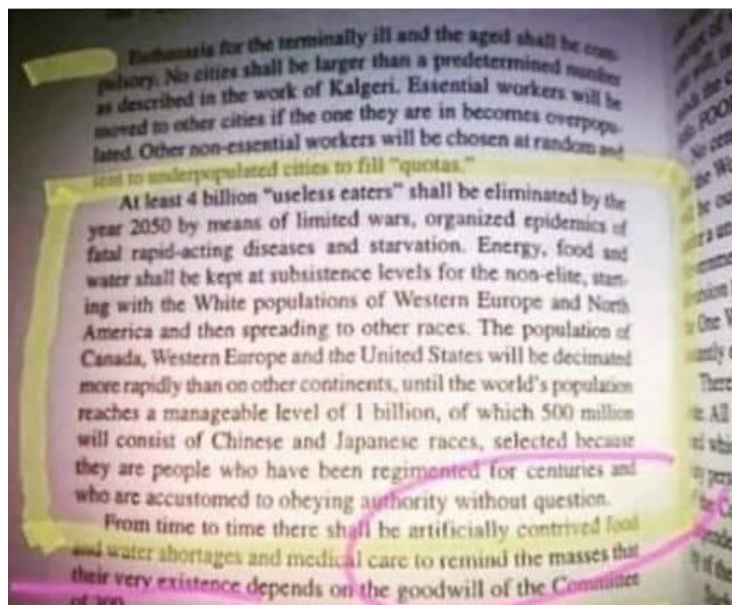 Euthanasia for the terminally ill and the aged shall be com-
pulsory. No cities shall be larger than a predetermined number
as described in the work of Kalgeri. Essential workers will be
moved to other cities if the one they are in becomes overpopu-
lated. Other non-essential workers will be chosen at random and
sent to underpopulated cities to fill "quotas."
At least 4 billion "useless eaters" shall be eliminated by the
year 2050 by means of limited wars, organized epidemics of
fatal rapid-acting diseases and starvation. Energy, food and
water shall be kept at subsistence levels for the non-elite, start-
ing with the White populations of Western Europe and North
America and then spreading to other races. The population of
Canada, Western Europe and the United States will be decimated
more rapidly than on other continents, until the world's population
reaches a manageable level of 1 billion, of which 500 million
will consist of Chinese and Japanese races, selected because
they are people who have been regimented for centuries and
who are accustomed to obeying authority without question.
From time to time there shall be artificially contrived food
and water shortages and medical care to remind the masses that
their very existence depends on the goodwill of the Committee
of 300
There